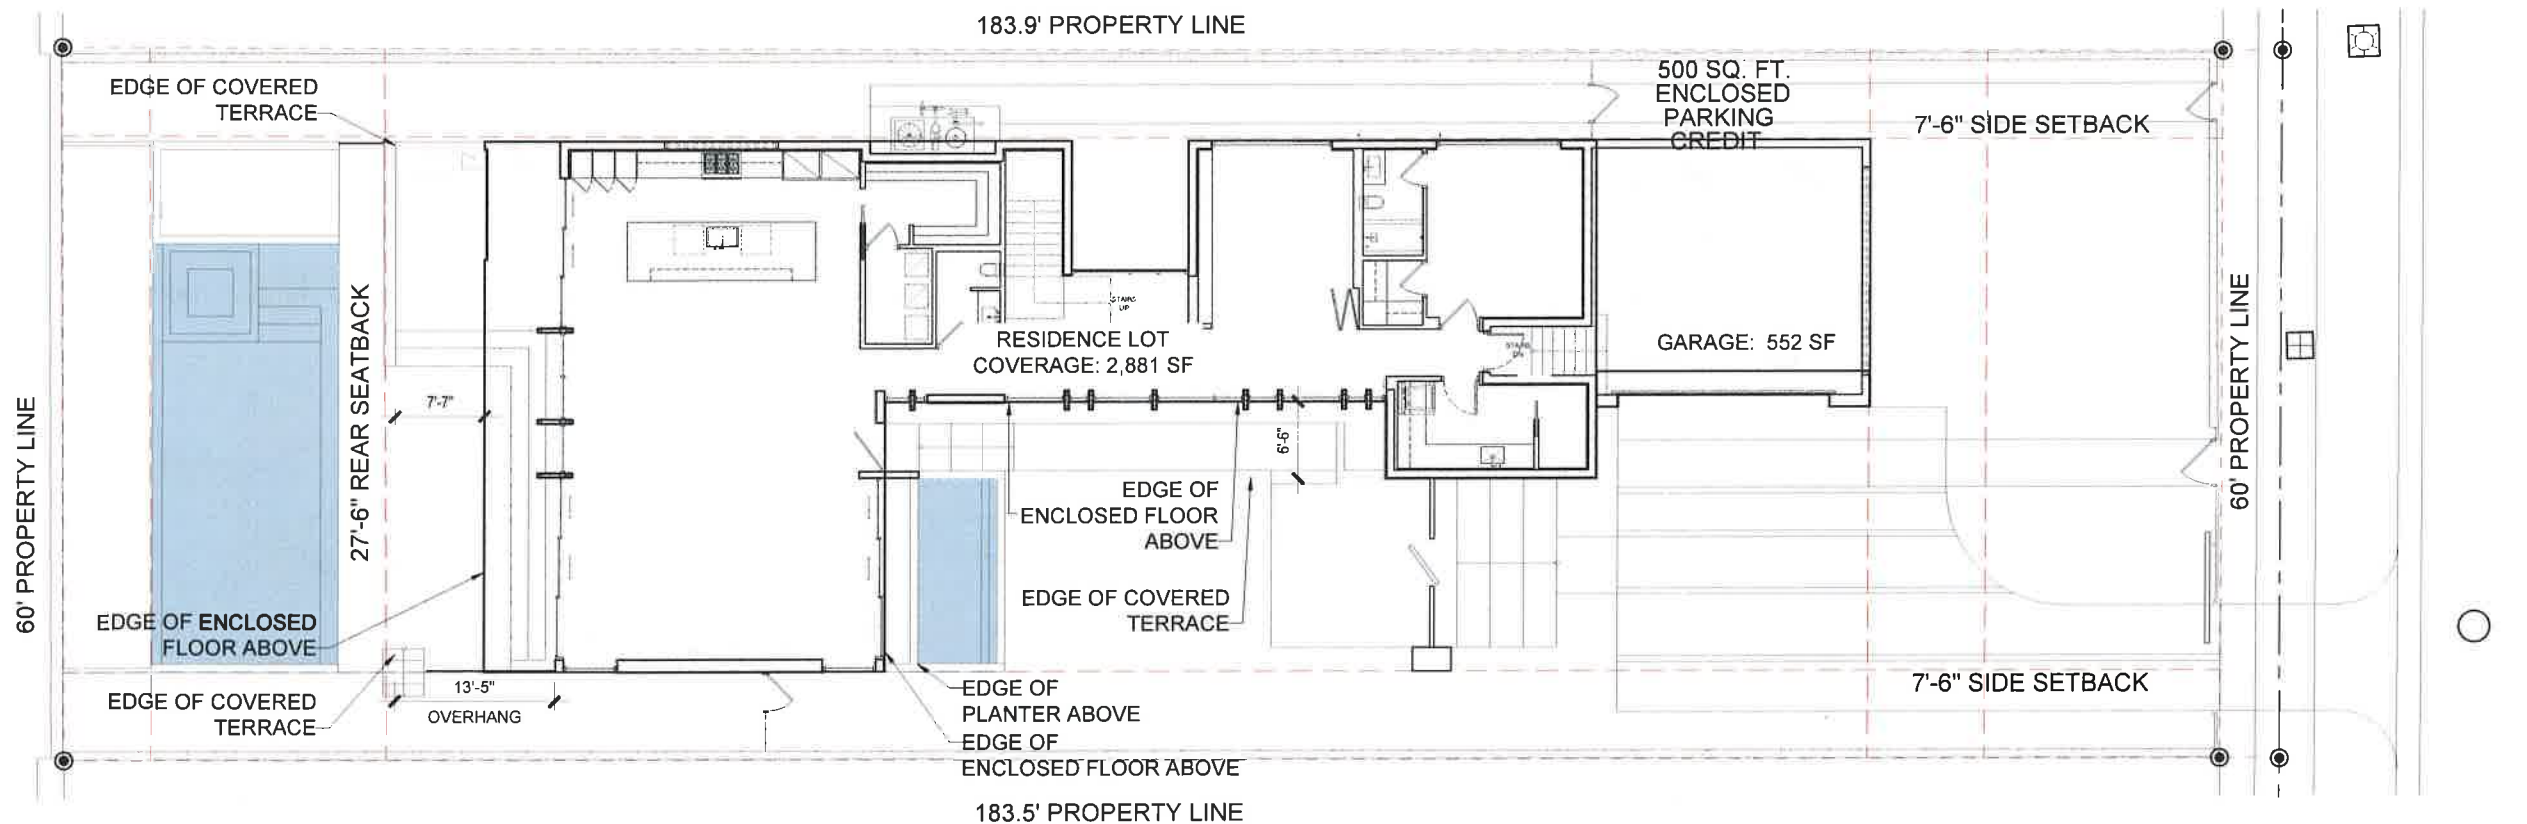 183.9' PROPERTY LINE
EDGE OF COVERED
TERRACE
500 SQ. FT.
ENCLOSED
PARKING
CREDIT
7'-6" SIDE SETBACK
STAIRS
UP
RESIDENCE LOT
COVERAGE: 2,881 SF
STAIRS
DN
GARAGE: 552 SF
60' PROPERTY LINE
27'-6" REAR SEATBACK
7'-7"
6'-6"
60' PROPERTY LINE
EDGE OF
ENCLOSED FLOOR
ABOVE
EDGE OF COVERED
TERRACE
EDGE OF ENCLOSED
FLOOR ABOVE
EDGE OF COVERED
TERRACE
13'-5"
OVERHANG
EDGE OF
PLANTER ABOVE
EDGE OF
ENCLOSED FLOOR ABOVE
7'-6" SIDE SETBACK
183.5' PROPERTY LINE